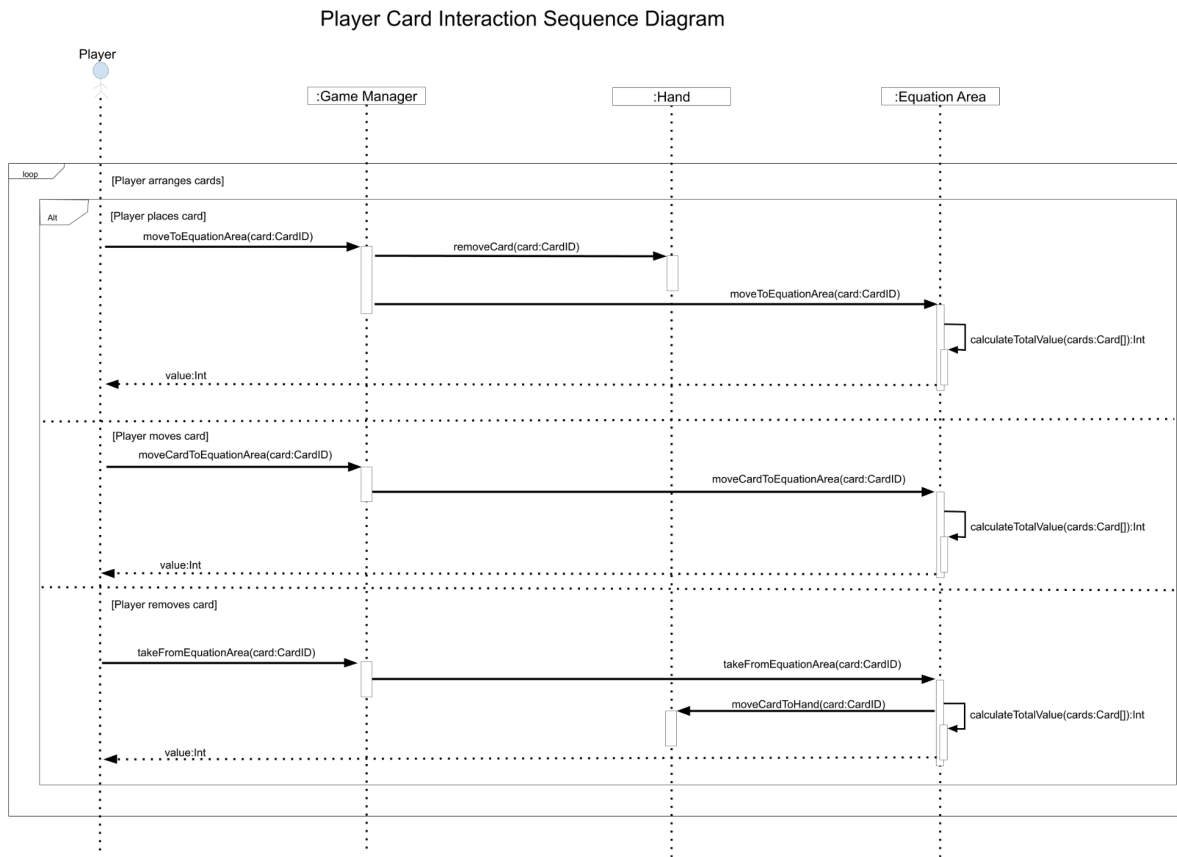 Player Card Interaction Sequence Diagram
Player
:Game Manager
:Hand
:Equation Area
loop
[Player arranges cards]
Alt
[Player places card]
moveToEquationArea(card:CardID)
removeCard(card:CardID)
moveToEquationArea(card:CardID)
calculateTotalValue(cards:Card[]):Int
value:Int
[Player moves card]
moveCardToEquationArea(card:CardID)
moveCardToEquationArea(card:CardID)
calculateTotalValue(cards:Card[]):Int
value:Int
[Player removes card]
takeFromEquationArea(card:CardID)
takeFromEquationArea(card:CardID)
moveCardToHand(card:CardID)
calculateTotalValue(cards:Card[]):Int
value:Int